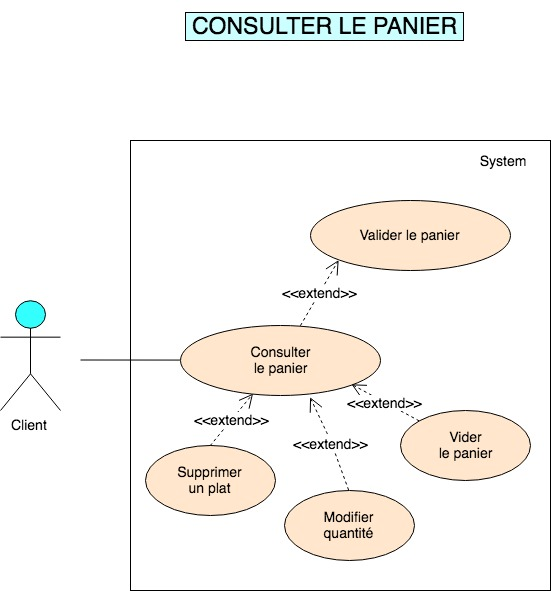 CONSULTER LE PANIER
System
Valider le panier
<<extend>>
Consulter
le panier
<<extend>>
<<extend>>
<<extend>>
Client
Supprimer
un plat
Vider
le panier
Modifier
quantité